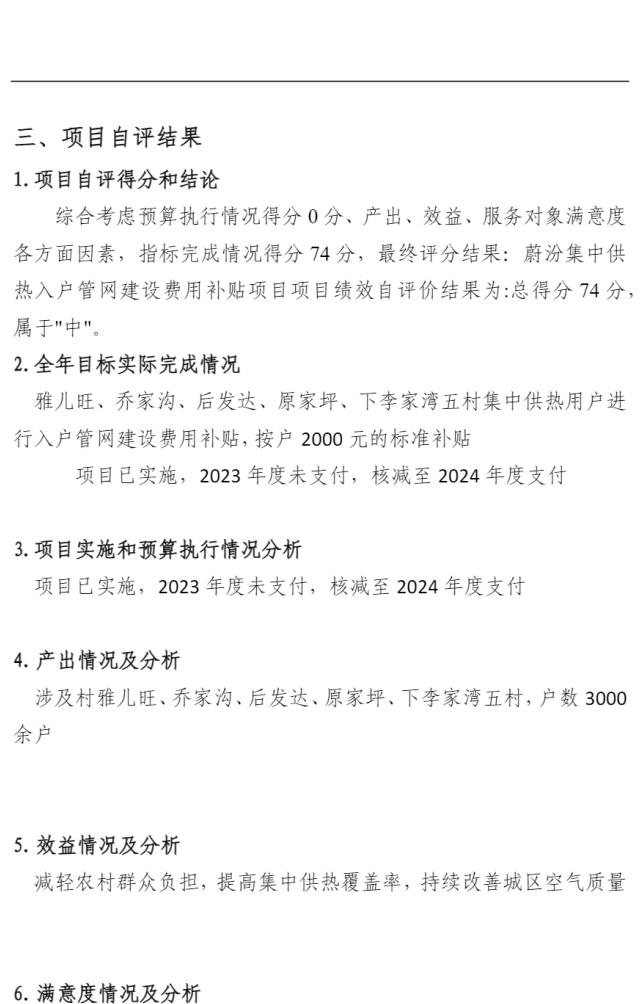 三、项目自评结果
1. 项目自评得分和结论
综合考虑预算执行情况得分 0 分、产出、效益、服务对象满意度
各方面因素，指标完成情况得分 74 分，最终评分结果：蔚汾集中供
热入户管网建设费用补贴项目项目绩效自评价结果为:总得分 74 分，
属于"中"。
2. 全年目标实际完成情况
雅儿旺、乔家沟、后发达、原家坪、下李家湾五村集中供热用户进
行入户管网建设费用补贴，按户 2000 元的标准补贴
项目已实施，2023 年度未支付，核减至 2024 年度支付
3. 项目实施和预算执行情况分析
项目已实施，2023 年度未支付，核减至 2024 年度支付
4. 产出情况及分析
涉及村雅儿旺、乔家沟、后发达、原家坪、下李家湾五村，户数 3000
余户
5. 效益情况及分析
减轻农村群众负担，提高集中供热覆盖率，持续改善城区空气质量
6. 满意度情况及分析